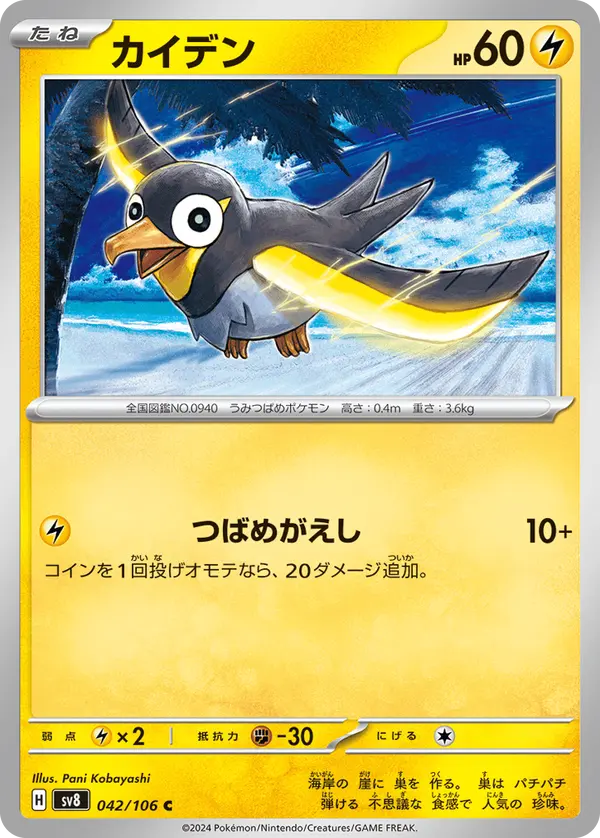 たね カイデン HP60
全国図鑑NO.0940 うみつばめポケモン 高さ:0.4m 重さ:3.6kg
つばめがえし 10+
コインを1回投げオモテなら、20ダメージ追加。
弱点 ×2 抵抗力 -30 にげる
Illus. Pani Kobayashi
H sv8 042/106 C
海岸の 崖に 巣を 作る。 巣は パチパチ
弾ける 不思議な 食感で 人気の 珍味。
©2024 Pokémon/Nintendo/Creatures/GAME FREAK.